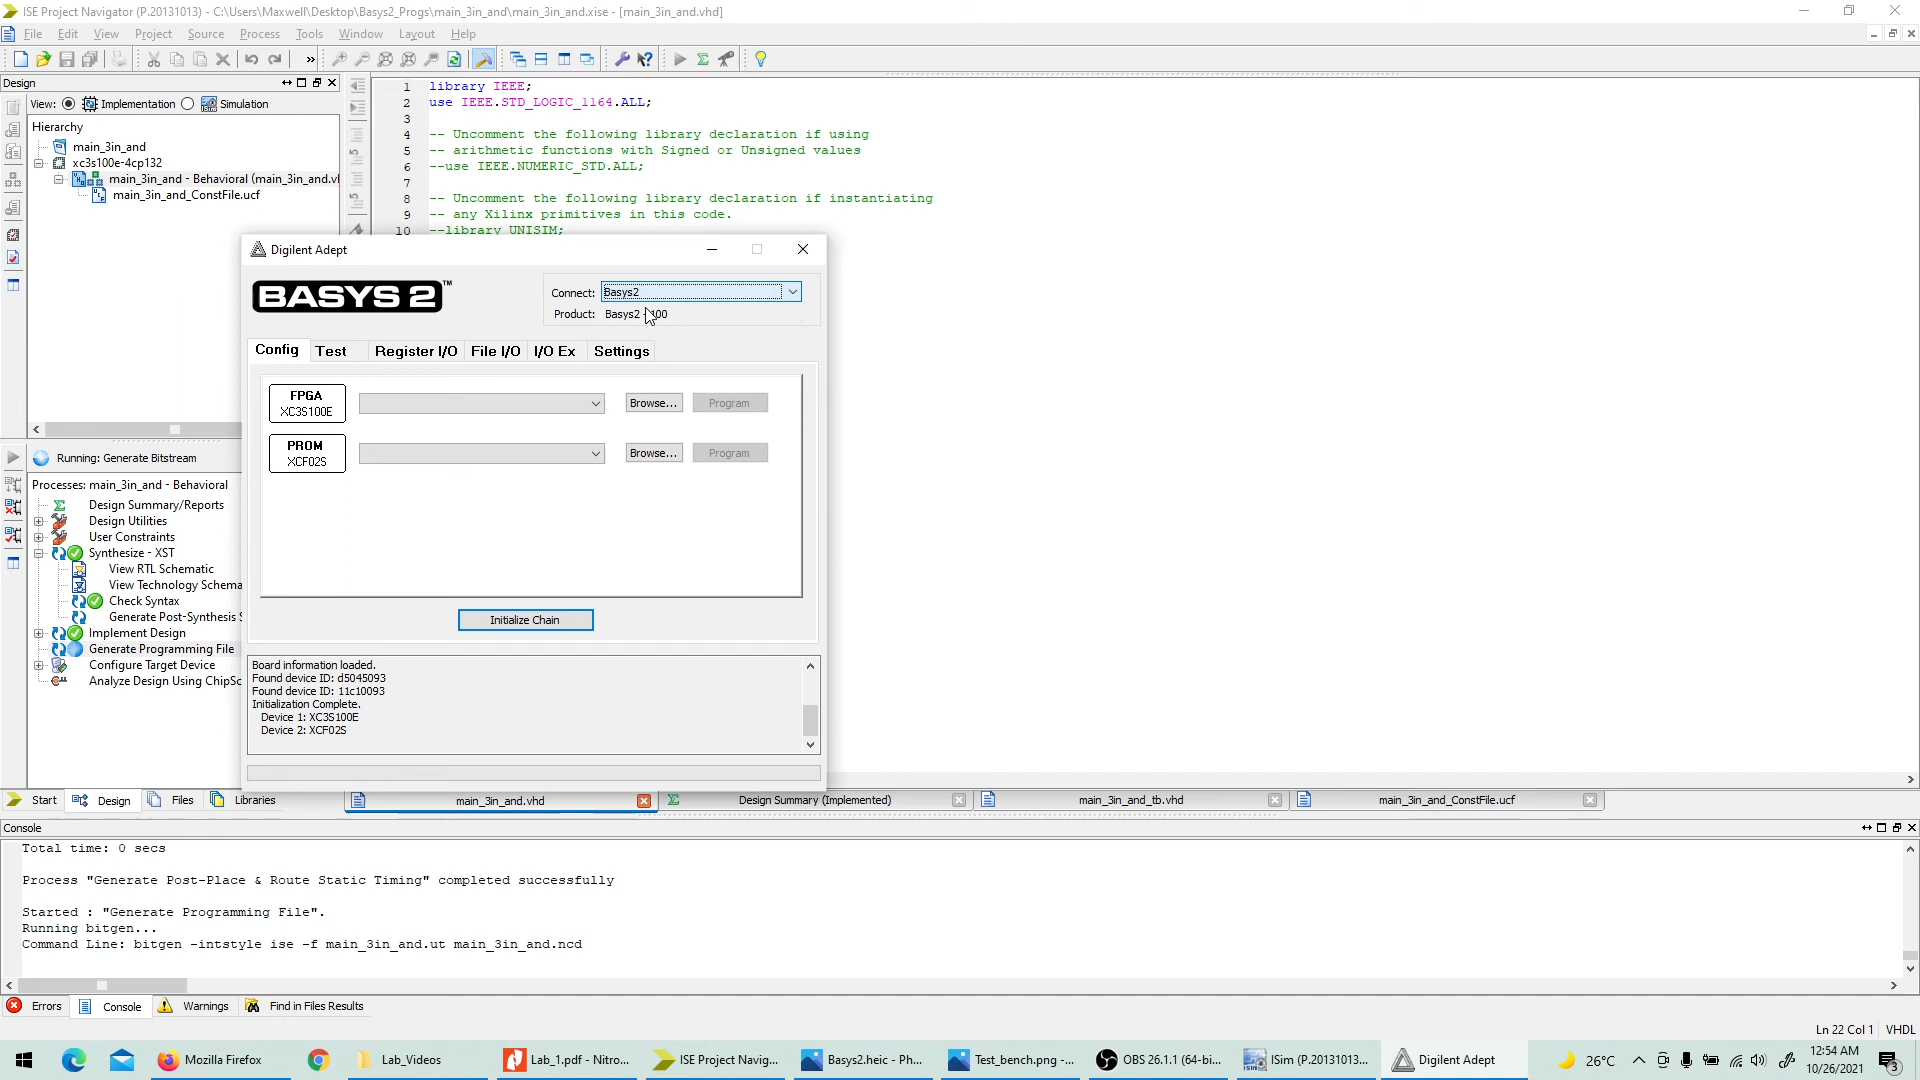 ISE Project Navigator (P.20131013) - C:\Users\Maxwell\Desktop\Basys2_Progs\main_3in_and\main_3in_and.xise - [main_3in_and.vhd]
File Edit View Project Source Process Tools Window Layout Help
»
Design
View: Implementation Simulation
Hierarchy
main_3in_and
xc3s100e-4cp132
main_3in_and - Behavioral (main_3in_and.vl
main_3in_and_ConstFile.ucf
1 library IEEE;
2 use IEEE.STD_LOGIC_1164.ALL;
3
4 -- Uncomment the following library declaration if using
5 -- arithmetic functions with Signed or Unsigned values
6 --use IEEE.NUMERIC_STD.ALL;
7
8 -- Uncomment the following library declaration if instantiating
9 -- any Xilinx primitives in this code.
10 --library UNISIM;
Digilent Adept
BASYS 2™
Connect: Basys2
Product: Basys2 - 100
Config Test Register I/O File I/O I/O Ex Settings
FPGA
XC3S100E
Browse... Program
PROM
XCF02S
Browse... Program
Initialize Chain
Board information loaded.
Found device ID: d5045093
Found device ID: 11c10093
Initialization Complete.
Device 1: XC3S100E
Device 2: XCF02S
Running: Generate Bitstream
Processes: main_3in_and - Behavioral
Design Summary/Reports
Design Utilities
User Constraints
Synthesize - XST
View RTL Schematic
View Technology Schema
Check Syntax
Generate Post-Synthesis S
Implement Design
Generate Programming File
Configure Target Device
Analyze Design Using ChipSc
Start Design Files Libraries
main_3in_and.vhd Design Summary (Implemented) main_3in_and_tb.vhd main_3in_and_ConstFile.ucf
Console
Total time: 0 secs
Process "Generate Post-Place & Route Static Timing" completed successfully
Started : "Generate Programming File".
Running bitgen...
Command Line: bitgen -intstyle ise -f main_3in_and.ut main_3in_and.ncd
Errors Console Warnings Find in Files Results
Ln 22 Col 1 VHDL
Mozilla Firefox Lab_Videos Lab_1.pdf - Nitro... ISE Project Navig... Basys2.heic - Ph... Test_bench.png -... OBS 26.1.1 (64-bi... ISim (P.20131013... Digilent Adept 26°C
12:54 AM
10/26/2021
3